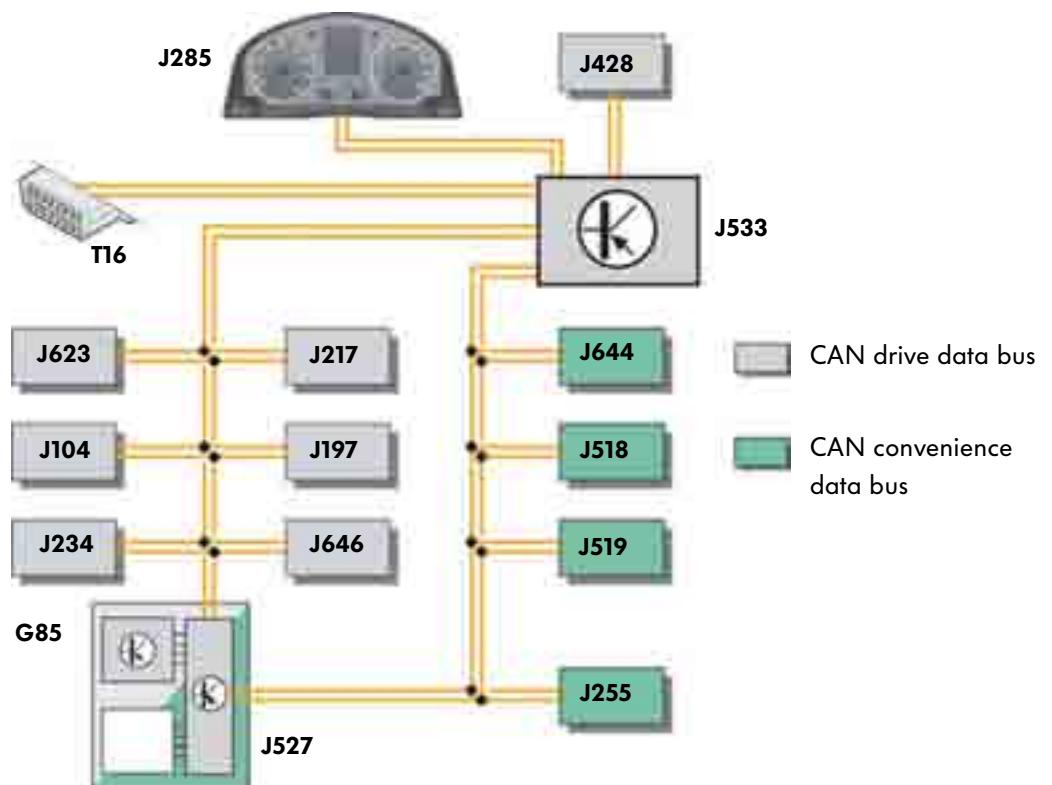 J285
J428
T16
J533
J623
J217
J644
CAN drive data bus
J104
J197
J518
CAN convenience
data bus
J234
J646
J519
G85
J255
J527